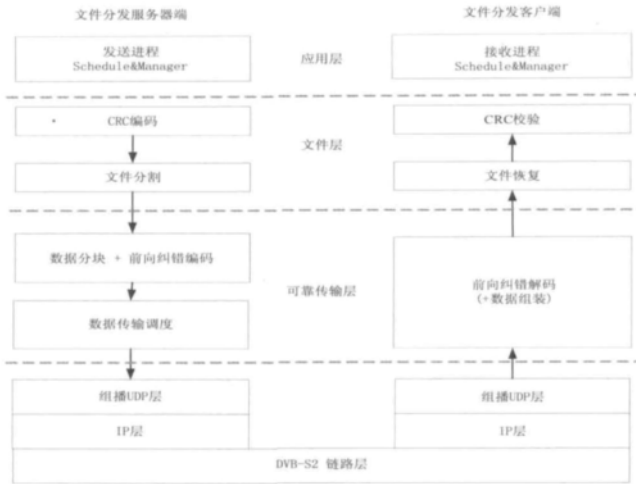 文件分发服务器端
文件分发客户端
发送进程
Schedule&Manager
应用层
接收进程
Schedule&Manager
CRC编码
文件层
CRC校验
文件分割
文件恢复
数据分块 + 前向纠错编码
可靠传输层
前向纠错解码
(+数据组装)
数据传输调度
组播UDP层
组播UDP层
IP层
IP层
DVB-S2 链路层